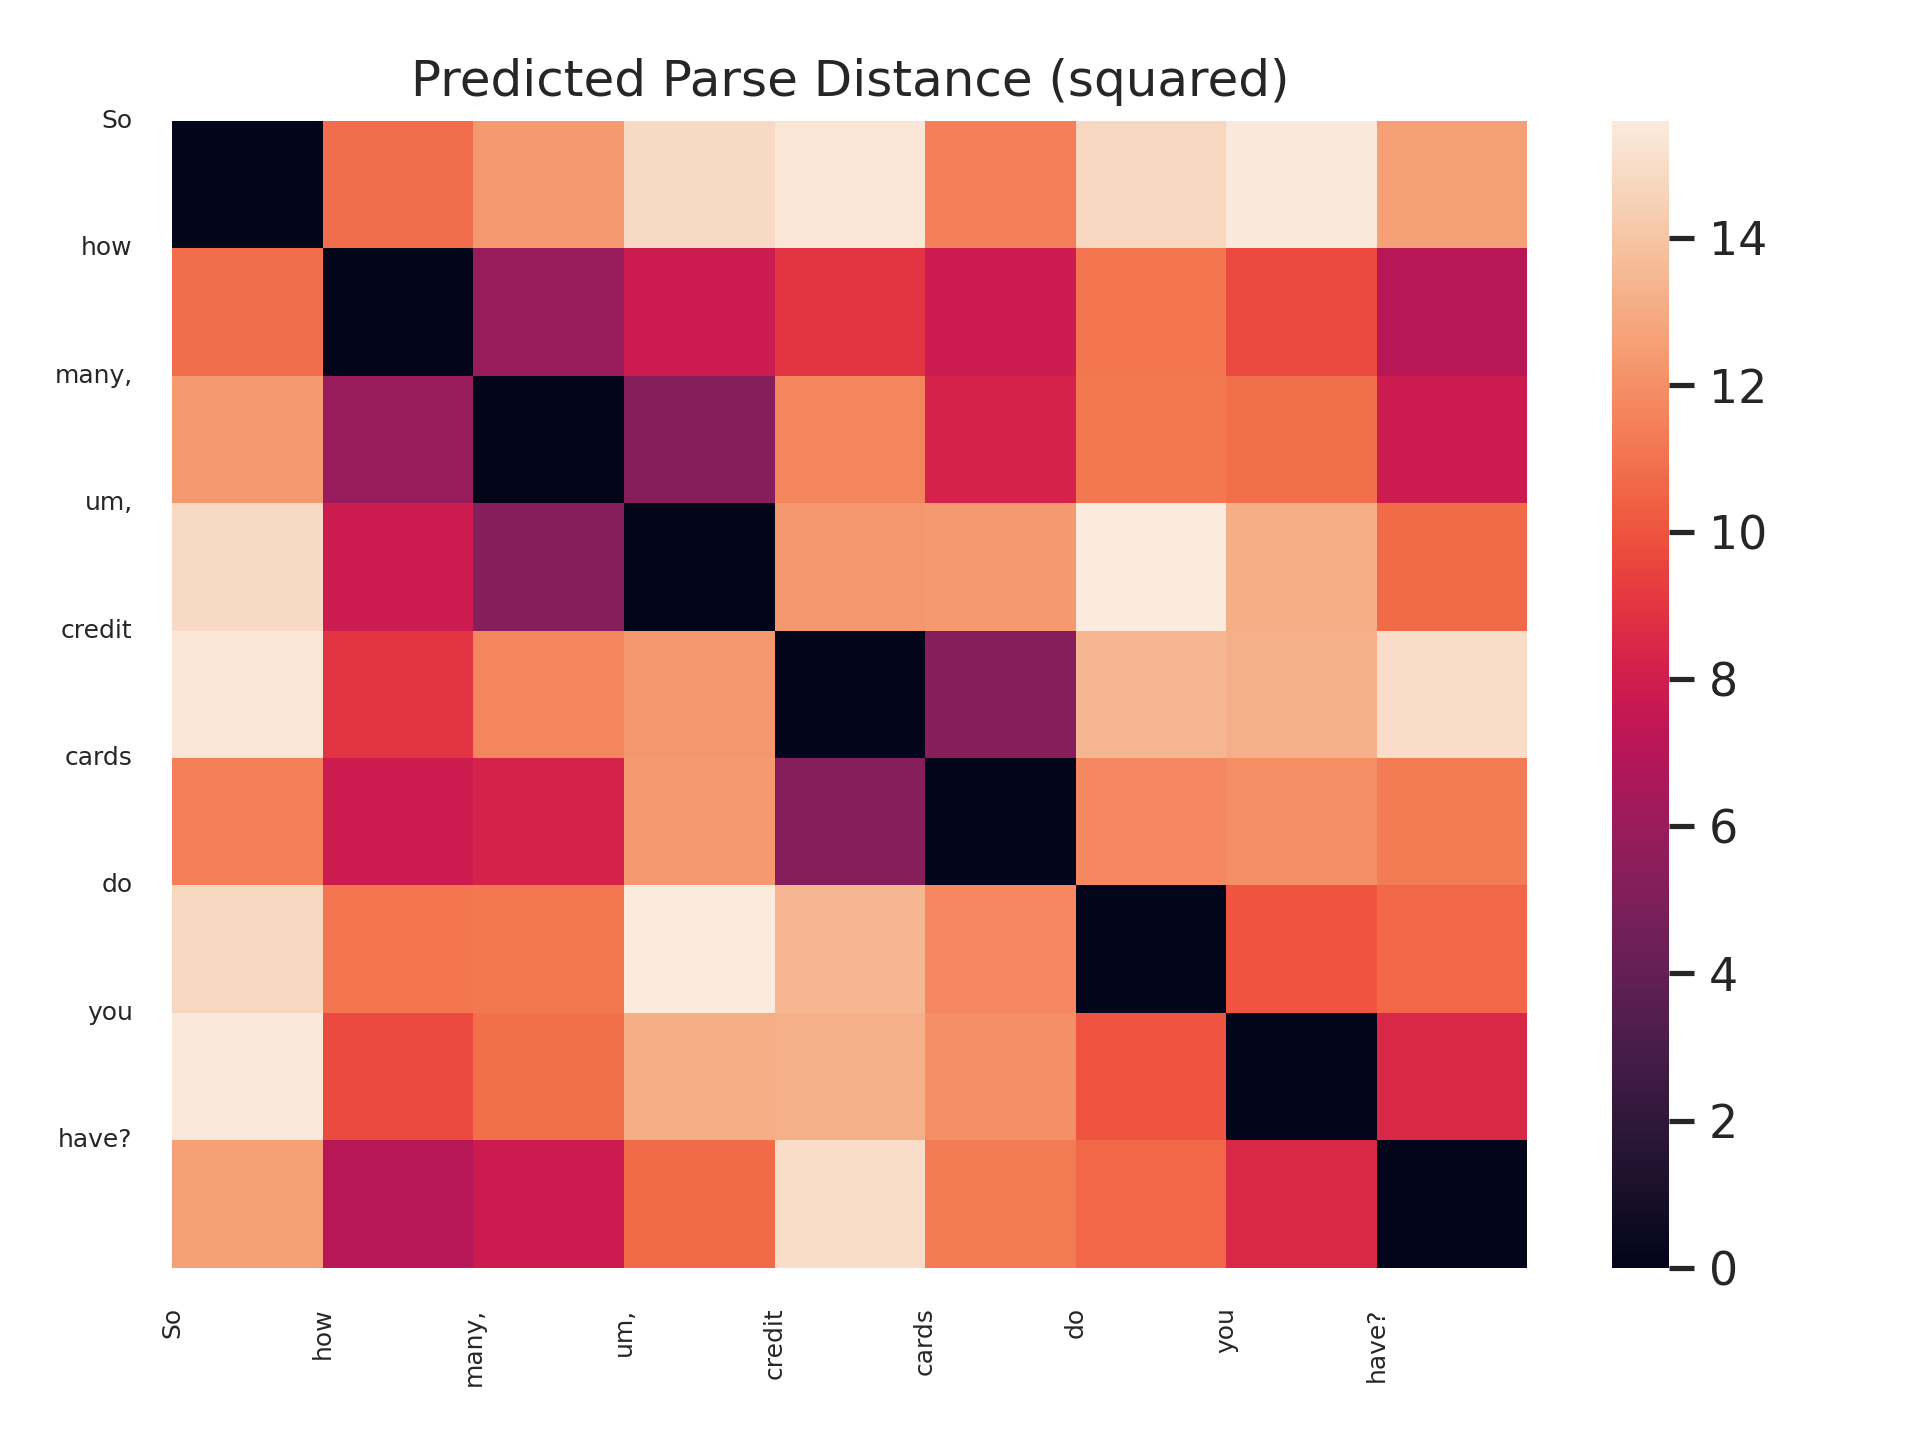 Predicted Parse Distance (squared)
So
how
many,
um,
credit
cards
do
you
have?
14
12
10
8
6
4
2
0
So
how
many,
um,
credit
cards
do
you
have?